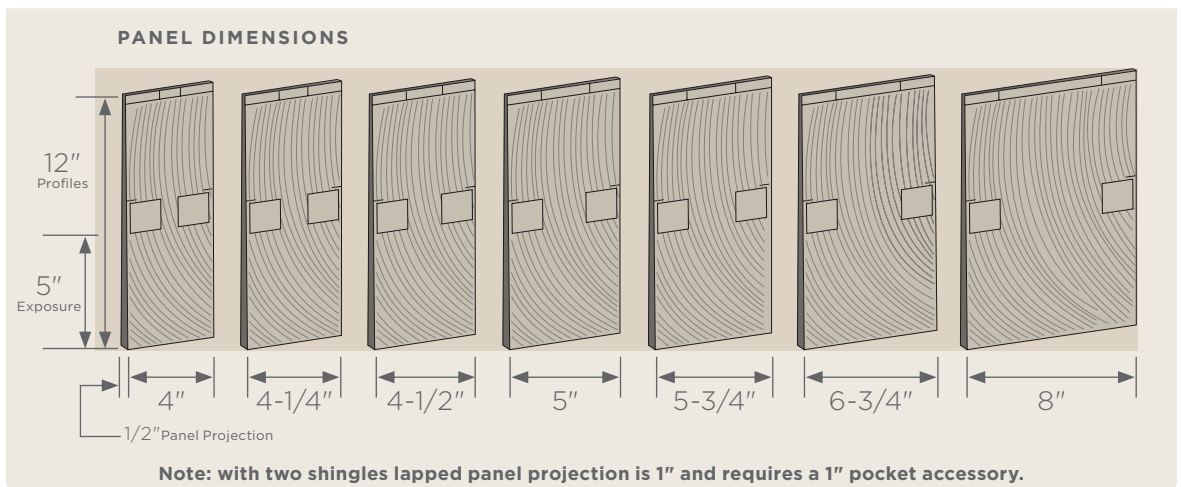 PANEL DIMENSIONS
12"
Profiles
5"
Exposure
4" 4-1/4" 4-1/2" 5" 5-3/4" 6-3/4" 8"
1/2" Panel Projection
Note: with two shingles lapped panel projection is 1" and requires a 1" pocket accessory.